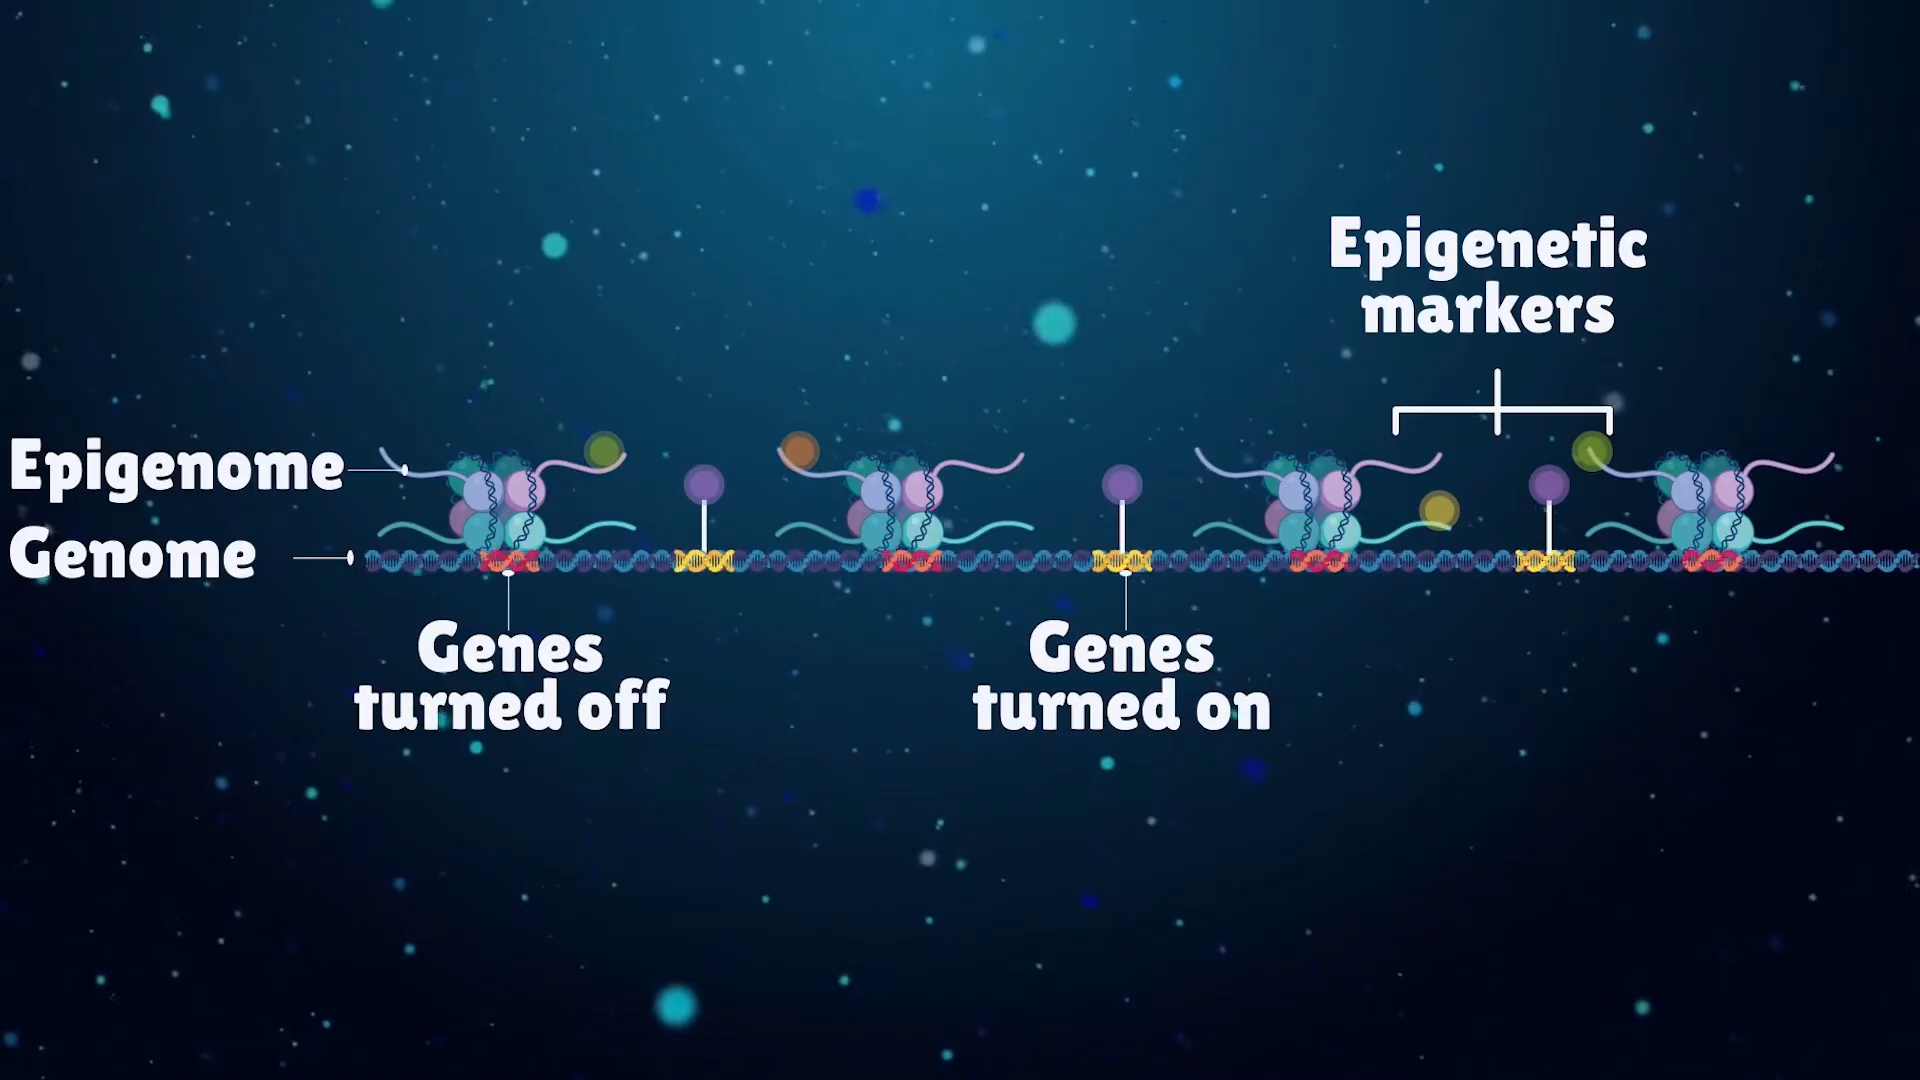 Epigenetic
markers
Epigenome
Genome
Genes
turned off
Genes
turned on